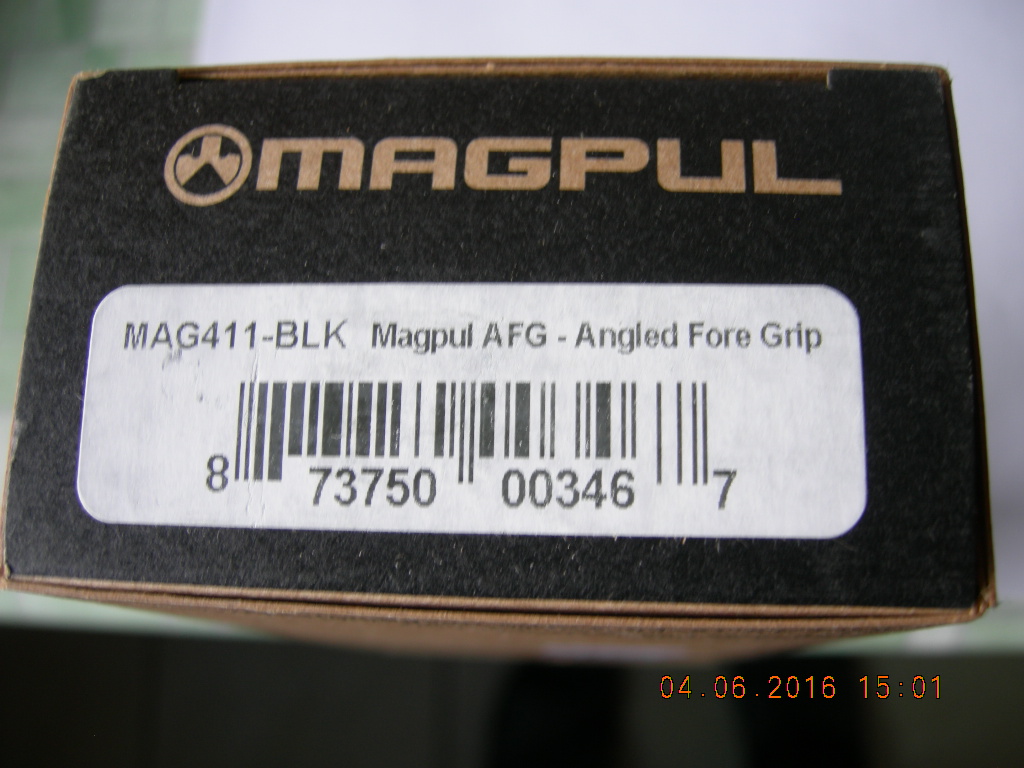 MAGPUL
MAG411-BLK Magpul AFG - Angled Fore Grip
8 73750 00346 7
04.06.2016 15:01